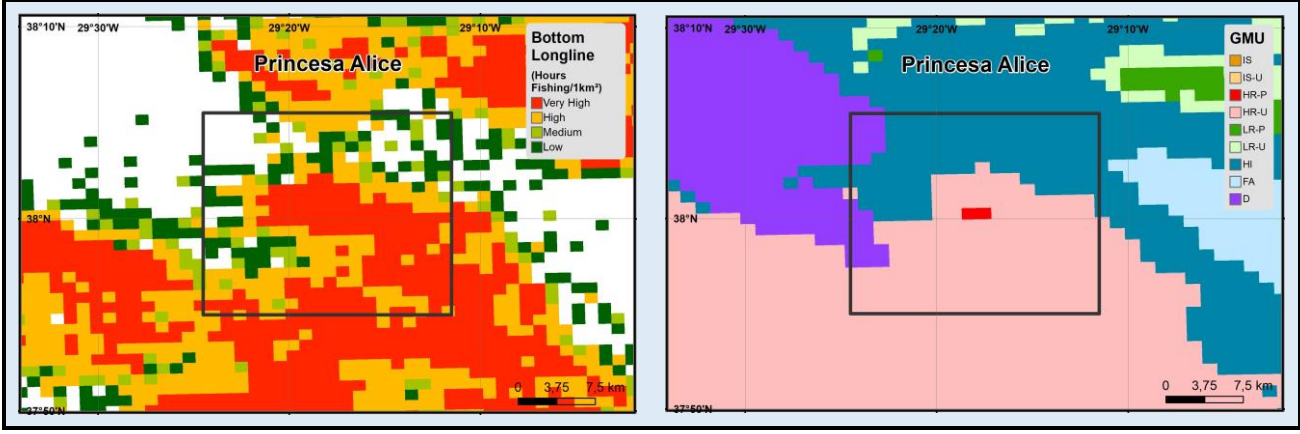 38°10'N
29°30'W
29°20'W
29°10'W
Princesa Alice
38°N
37°50'N
Bottom
Longline
(Hours
Fishing/1km²)
Very High
High
Medium
Low
0 3,75 7,5 km
38°10'N
29°30'W
29°20'W
29°10'W
Princesa Alice
38°N
37°50'N
GMU
IS
IS-U
HR-P
HR-U
LR-P
LR-U
HI
FA
D
0 3,75 7,5 km